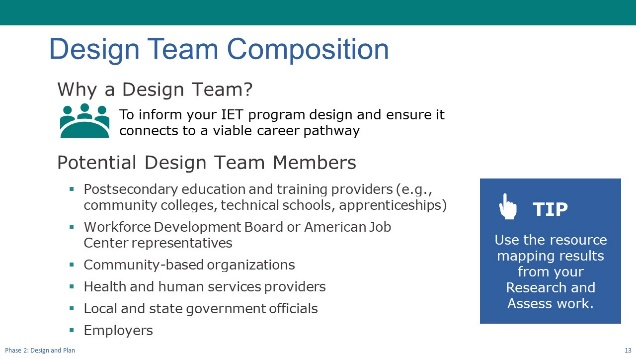 Design Team Composition
Why a Design Team?
To inform your IET program design and ensure it
connects to a viable career pathway
Potential Design Team Members
▪ Postsecondary education and training providers (e.g.,
community colleges, technical schools, apprenticeships)
▪ Workforce Development Board or American Job
Center representatives
▪ Community-based organizations
▪ Health and human services providers
▪ Local and state government officials
▪ Employers
TIP
Use the resource
mapping results
from your
Research and
Assess work.
Phase 2: Design and Plan
13